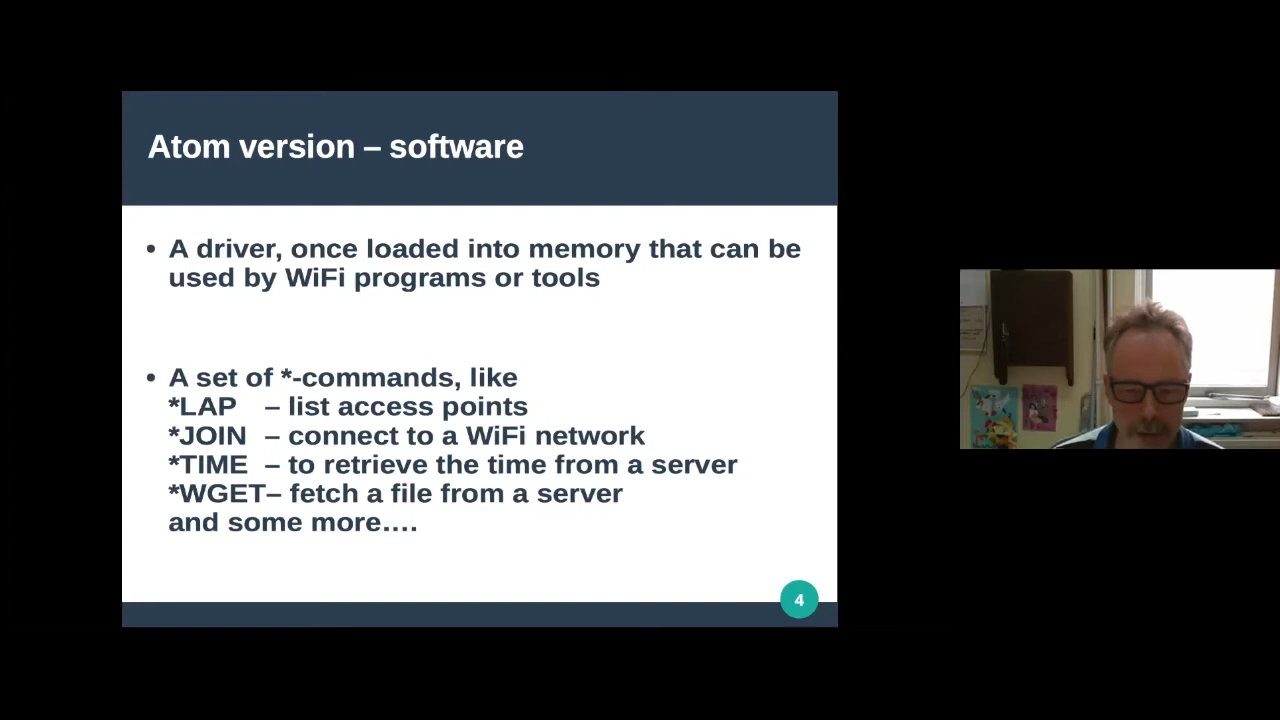 Atom version – software
• A driver, once loaded into memory that can be
used by WiFi programs or tools
• A set of *-commands, like
*LAP – list access points
*JOIN – connect to a WiFi network
*TIME – to retrieve the time from a server
*WGET– fetch a file from a server
and some more….
4